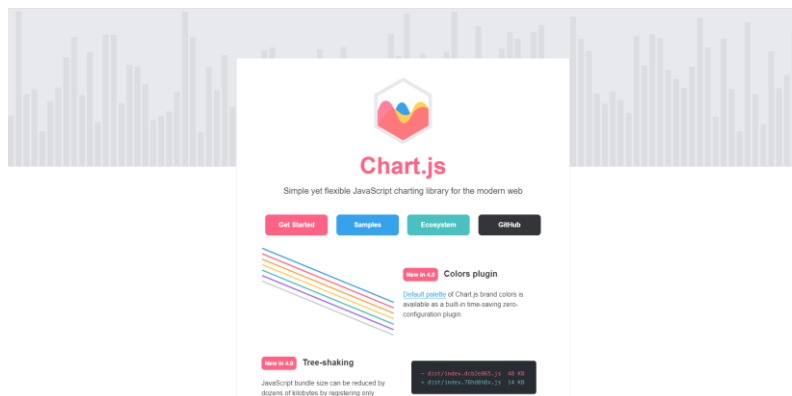 Chart.js
Simple yet flexible JavaScript charting library for the modern web
Get Started
Samples
Ecosystem
GitHub
New in 4.0
Colors plugin
Default palette of Chart.js brand colors is
available as a built-in time-saving zero-
configuration plugin.
New in 4.0
Tree-shaking
JavaScript bundle size can be reduced by
dozens of kilobytes by registering only
- dist/index.dcb2e865.js 48 KB
+ dist/index.78hd8h8x.js 14 KB